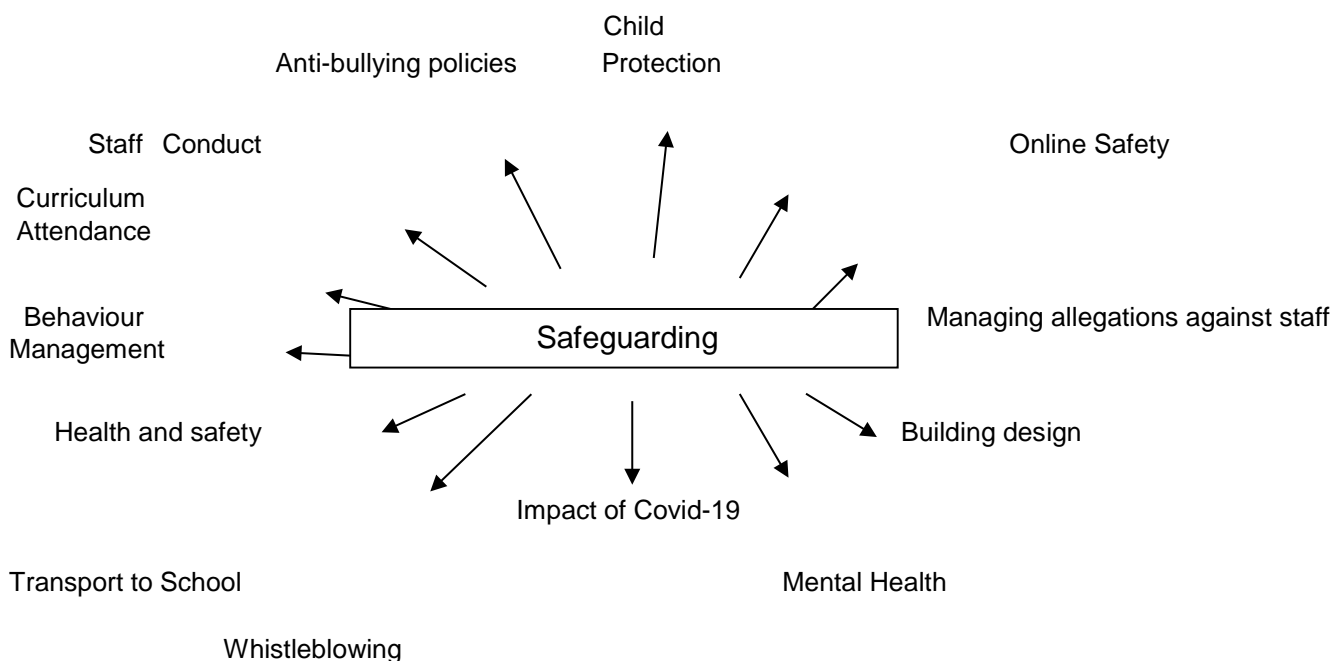 Child
Anti-bullying policies Protection
Staff Conduct Online Safety
Curriculum
Attendance
Behaviour Managing allegations against staff
Management
Safeguarding
Health and safety Building design
Impact of Covid-19
Transport to School Mental Health
Whistleblowing